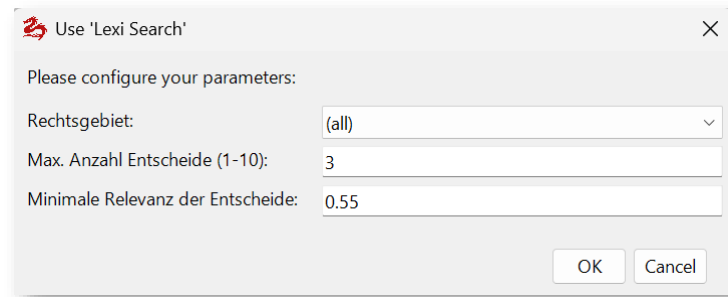 Use 'Lexi Search'
Please configure your parameters:
Rechtsgebiet: (all)
Max. Anzahl Entscheide (1-10): 3
Minimale Relevanz der Entscheide: 0.55
OK Cancel